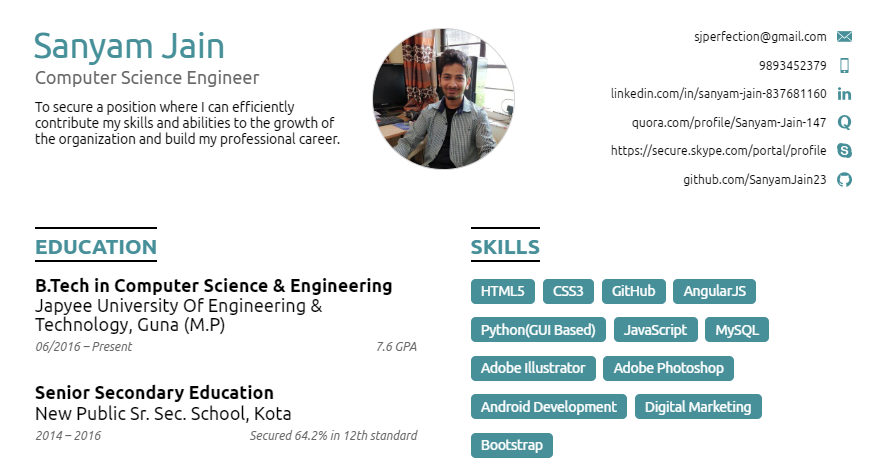 Sanyam Jain
Computer Science Engineer
To secure a position where I can efficiently
contribute my skills and abilities to the growth of
the organization and build my professional career.
sjperfection@gmail.com
9893452379
linkedin.com/in/sanyam-jain-837681160
quora.com/profile/Sanyam-Jain-147
https://secure.skype.com/portal/profile
github.com/SanyamJain23
EDUCATION
B.Tech in Computer Science & Engineering
Japyee University Of Engineering &
Technology, Guna (M.P)
06/2016 – Present 7.6 GPA
Senior Secondary Education
New Public Sr. Sec. School, Kota
2014 – 2016 Secured 64.2% in 12th standard
SKILLS
HTML5 CSS3 GitHub AngularJS
Python(GUI Based) JavaScript MySQL
Adobe Illustrator Adobe Photoshop
Android Development Digital Marketing
Bootstrap